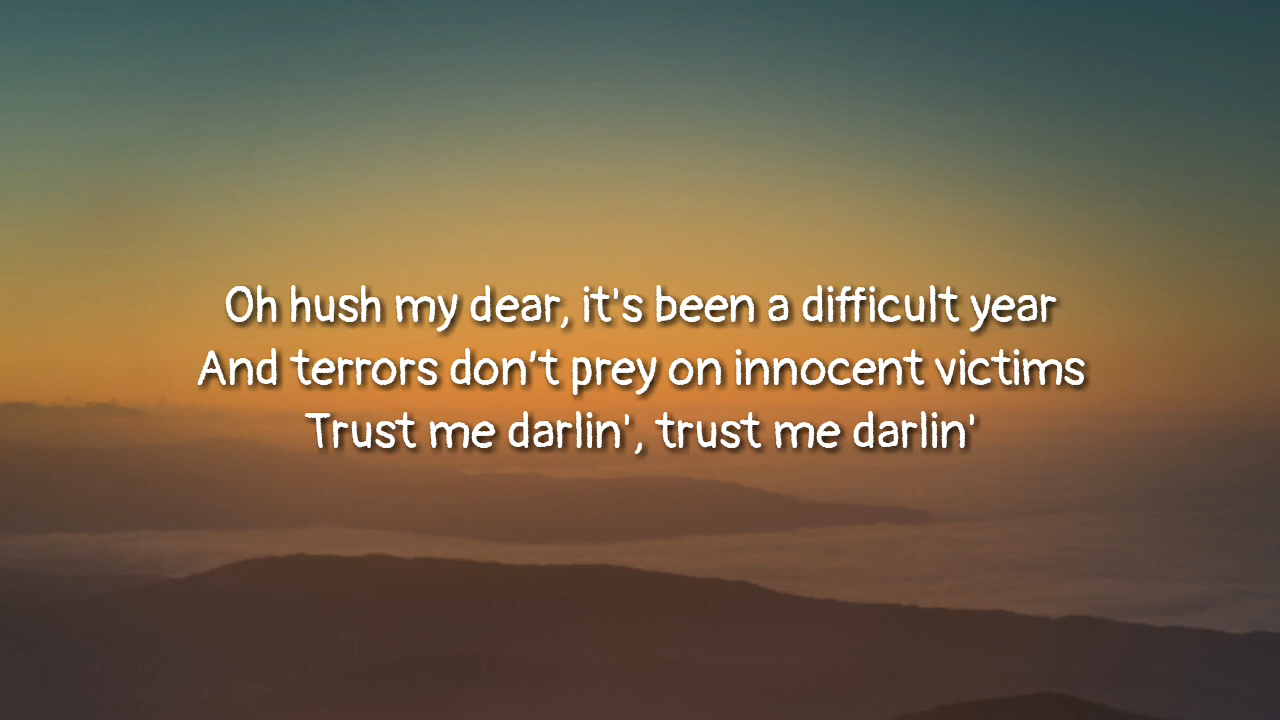 Oh hush my dear, it's been a difficult year
And terrors don't prey on innocent victims
Trust me darlin', trust me darlin'